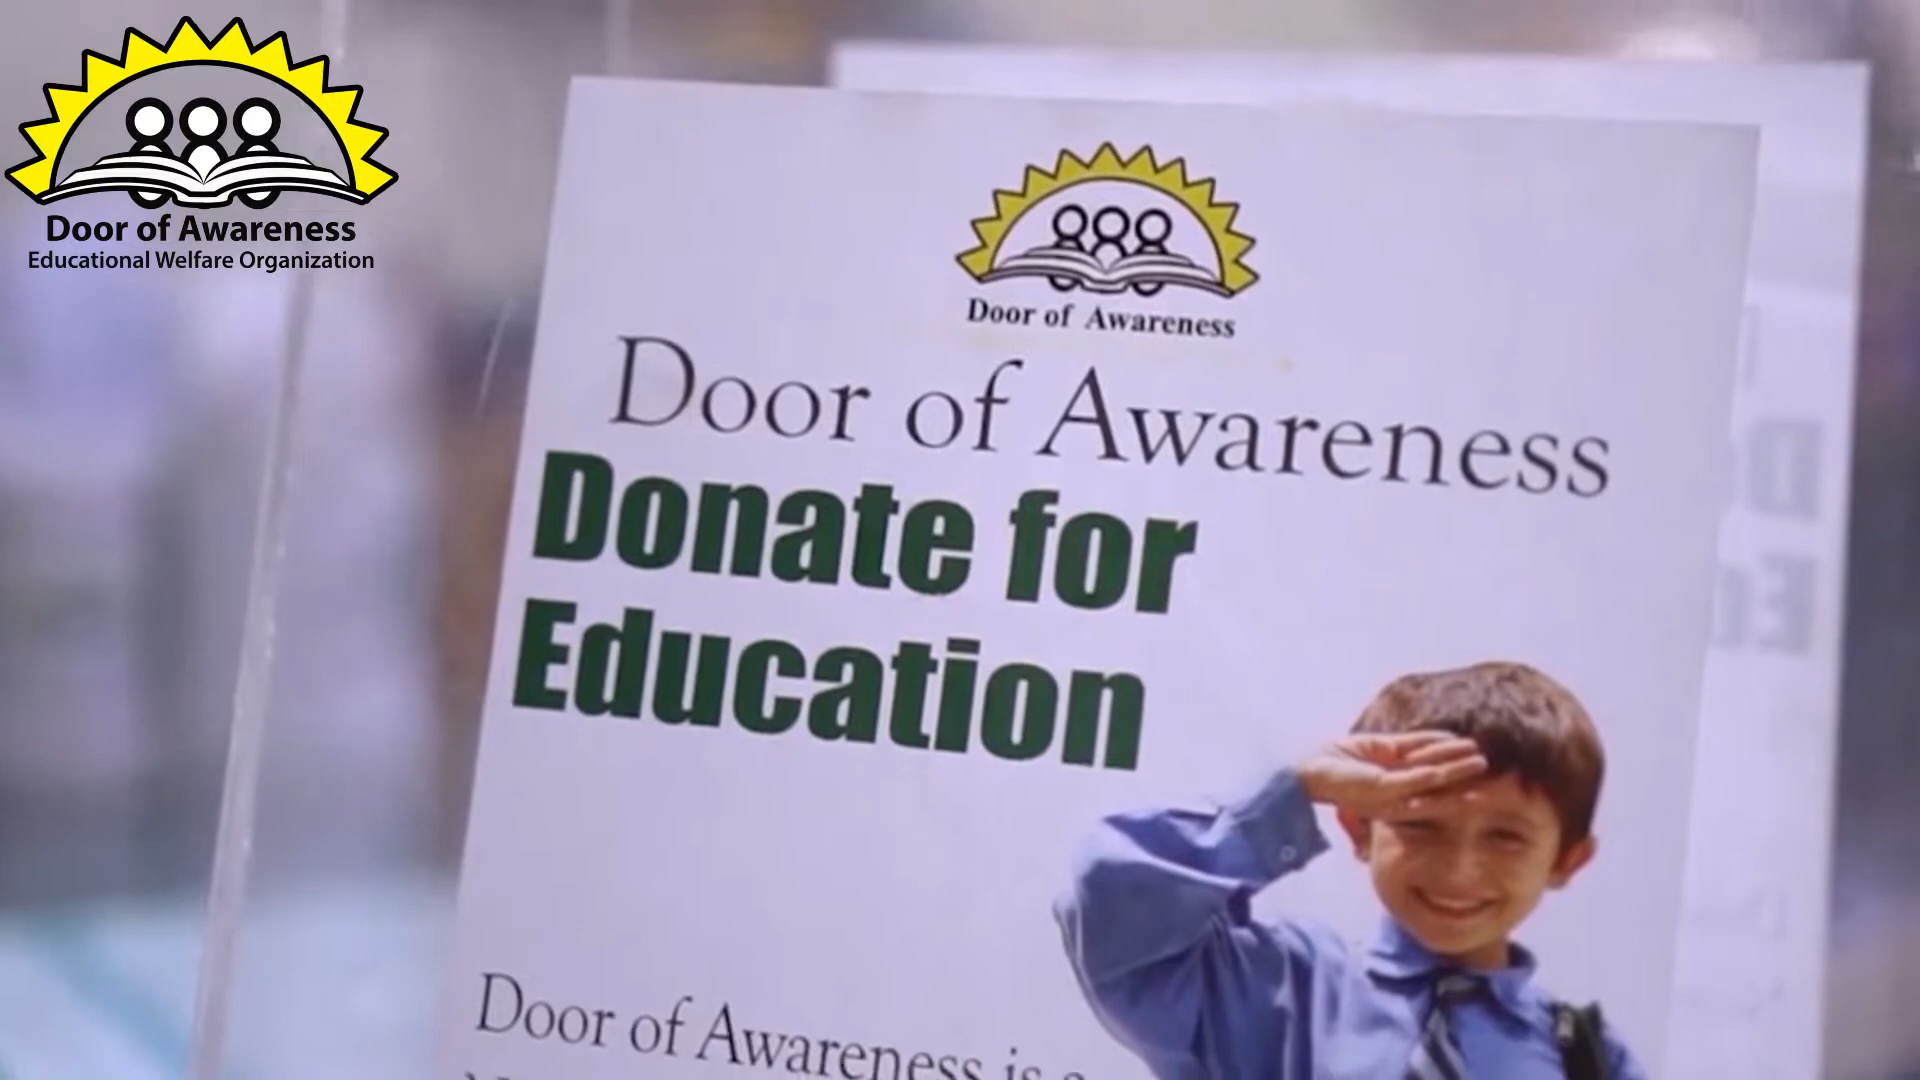 Door of Awareness
Educational Welfare Organization
Door of Awareness
Door of Awareness
Donate for
Education
Door of Awareness is a